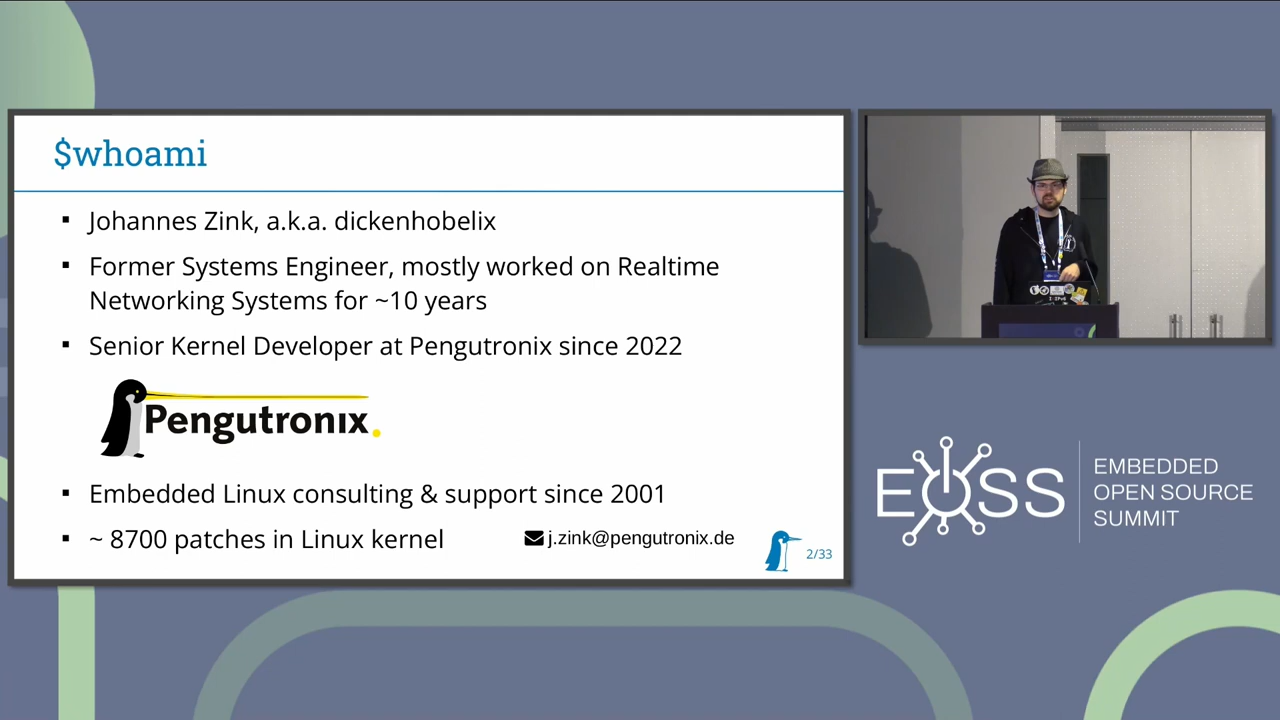 $whoami
▪ Johannes Zink, a.k.a. dickenhobelix
▪ Former Systems Engineer, mostly worked on Realtime
Networking Systems for ~10 years
▪ Senior Kernel Developer at Pengutronix since 2022
Pengutronix
▪ Embedded Linux consulting & support since 2001
▪ ~ 8700 patches in Linux kernel
j.zink@pengutronix.de
2/33
EOSS
EMBEDDED
OPEN SOURCE
SUMMIT